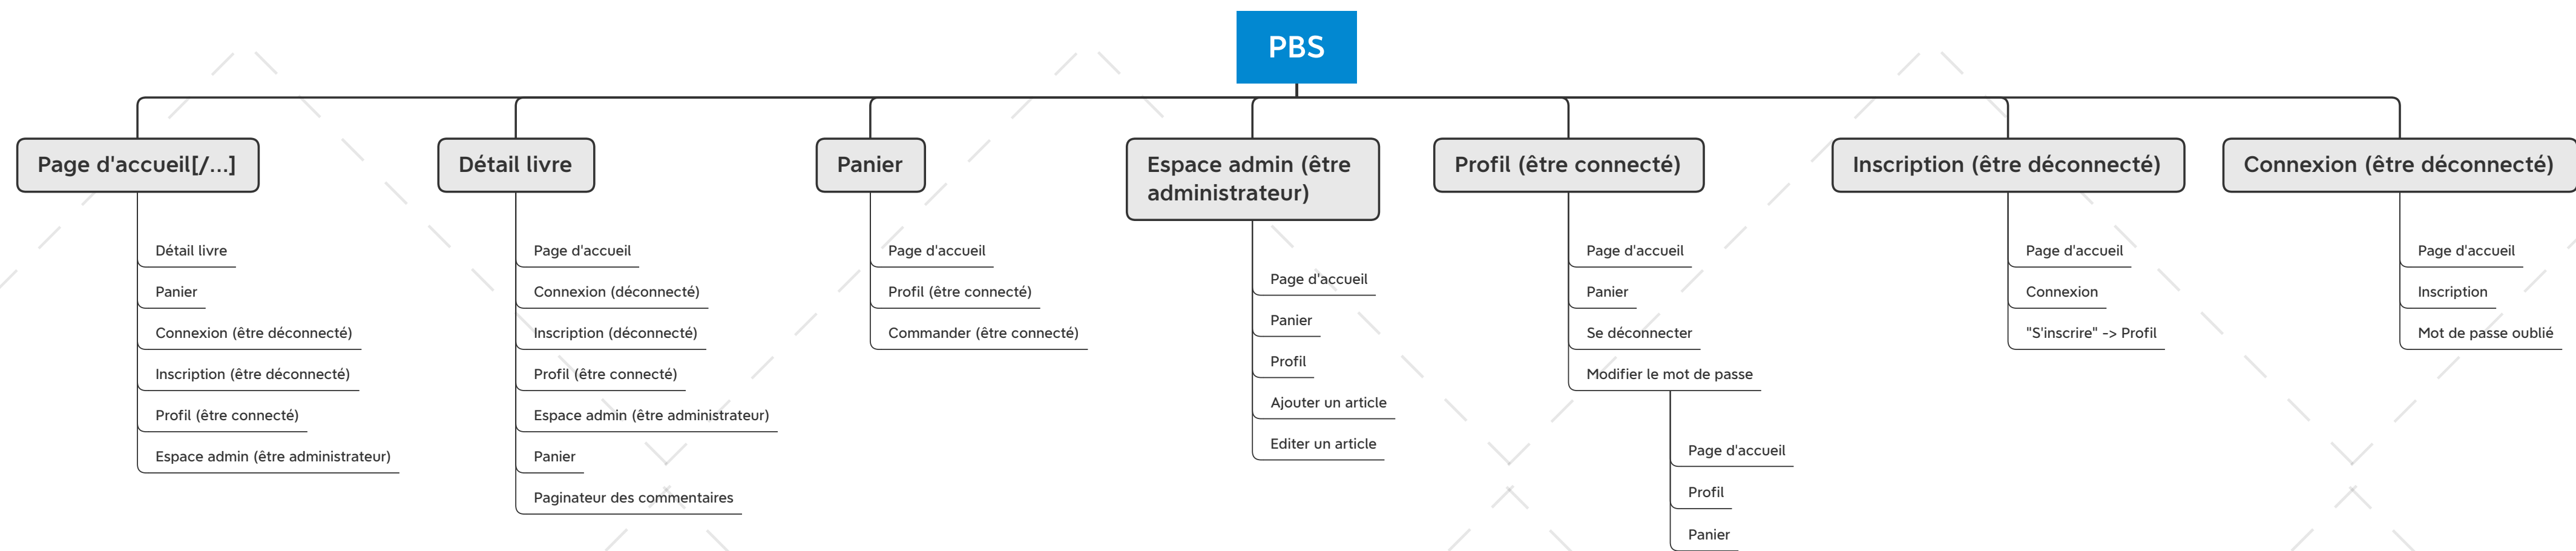 PBS
Page d'accueil[/...]
Détail livre
Panier
Connexion (être déconnecté)
Inscription (être déconnecté)
Profil (être connecté)
Espace admin (être administrateur)
Détail livre
Page d'accueil
Connexion (déconnecté)
Inscription (déconnecté)
Profil (être connecté)
Espace admin (être administrateur)
Panier
Paginateur des commentaires
Panier
Page d'accueil
Profil (être connecté)
Commander (être connecté)
Espace admin (être
administrateur)
Page d'accueil
Panier
Profil
Ajouter un article
Editer un article
Profil (être connecté)
Page d'accueil
Panier
Se déconnecter
Modifier le mot de passe
Page d'accueil
Profil
Panier
Inscription (être déconnecté)
Page d'accueil
Connexion
"S'inscrire" -> Profil
Connexion (être déconnecté)
Page d'accueil
Inscription
Mot de passe oublié